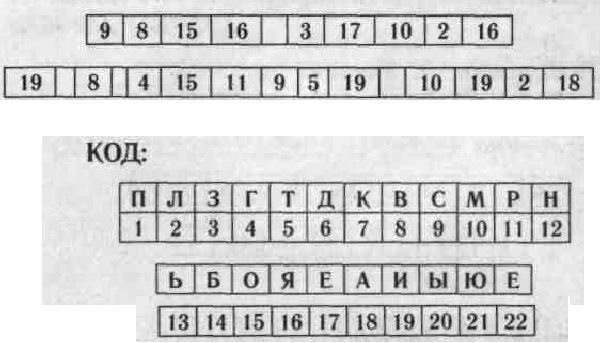 9 8 15 16 3 17 10 2 16
19 8 4 15 11 9 5 19 10 19 2 18
КОД:
П Л З Г Т Д К В С М Р Н
1 2 3 4 5 6 7 8 9 10 11 12
Ь Б О Я Е А И Ы Ю Е
13 14 15 16 17 18 19 20 21 22